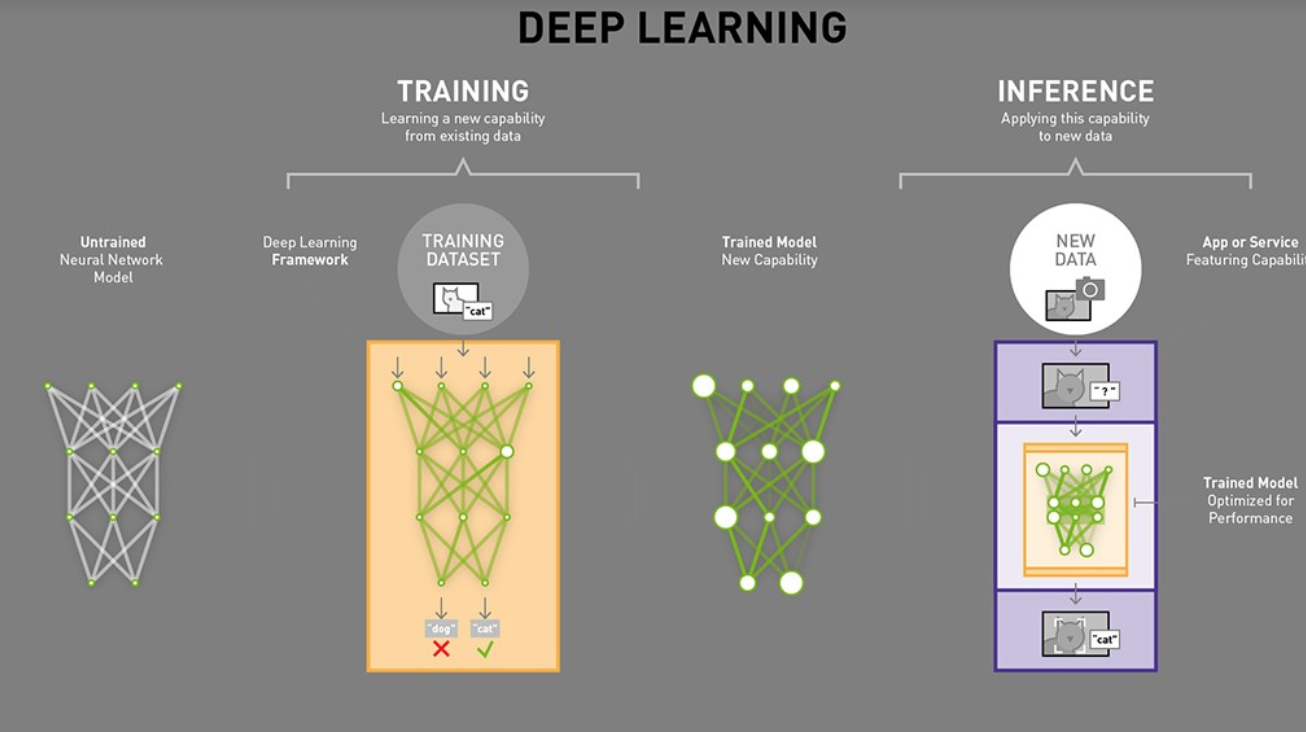 DEEP LEARNING
TRAINING
Learning a new capability
from existing data
INFERENCE
Applying this capability
to new data
Untrained
Neural Network
Model
Deep Learning
Framework
TRAINING
DATASET
"cat"
Trained Model
New Capability
NEW
DATA
App or Service
Featuring Capabilit
"?"
Trained Model
Optimized for
Performance
"dog"
"cat"
"cat"